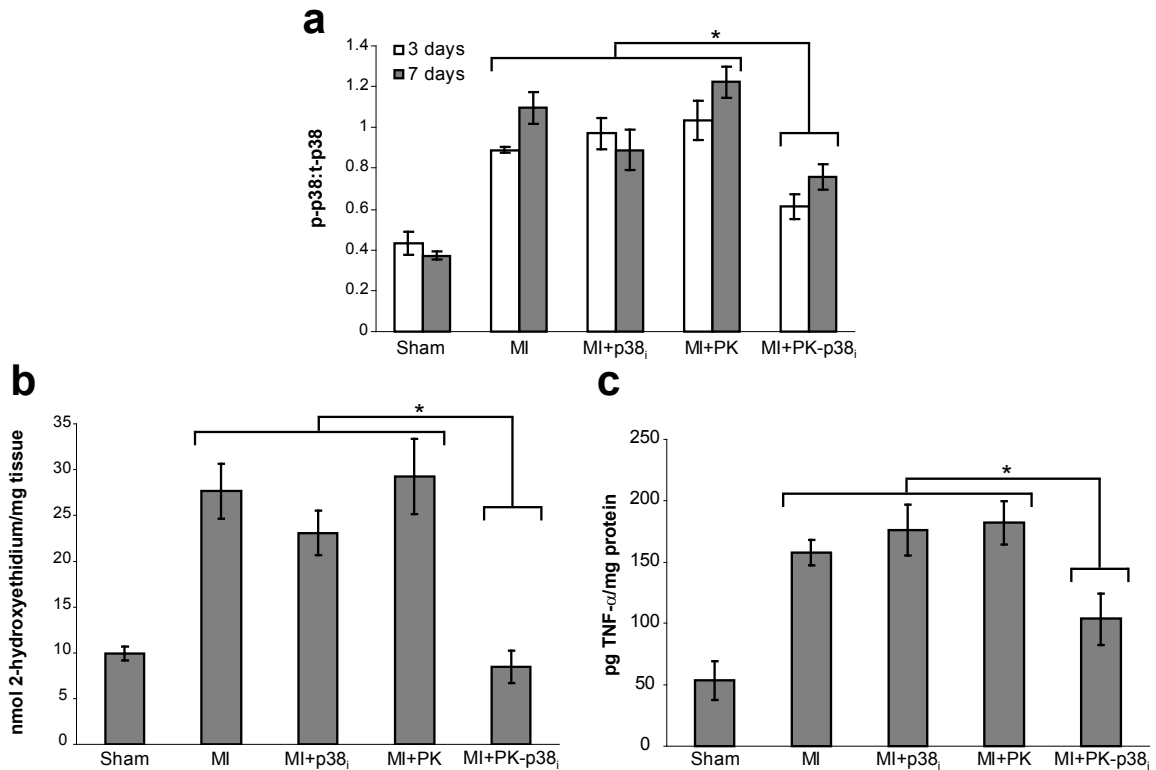 a
*
3 days
7 days
p-p38:t-p38
1.4
1.2
1
0.8
0.6
0.4
0.2
0
Sham MI MI+p38i MI+PK MI+PK-p38i
b
*
nmol 2-hydroxyethidium/mg tissue
35
30
25
20
15
10
5
0
Sham MI MI+p38i MI+PK MI+PK-p38i
c
*
pg TNF-α/mg protein
250
200
150
100
50
0
Sham MI MI+p38i MI+PK MI+PK-p38i